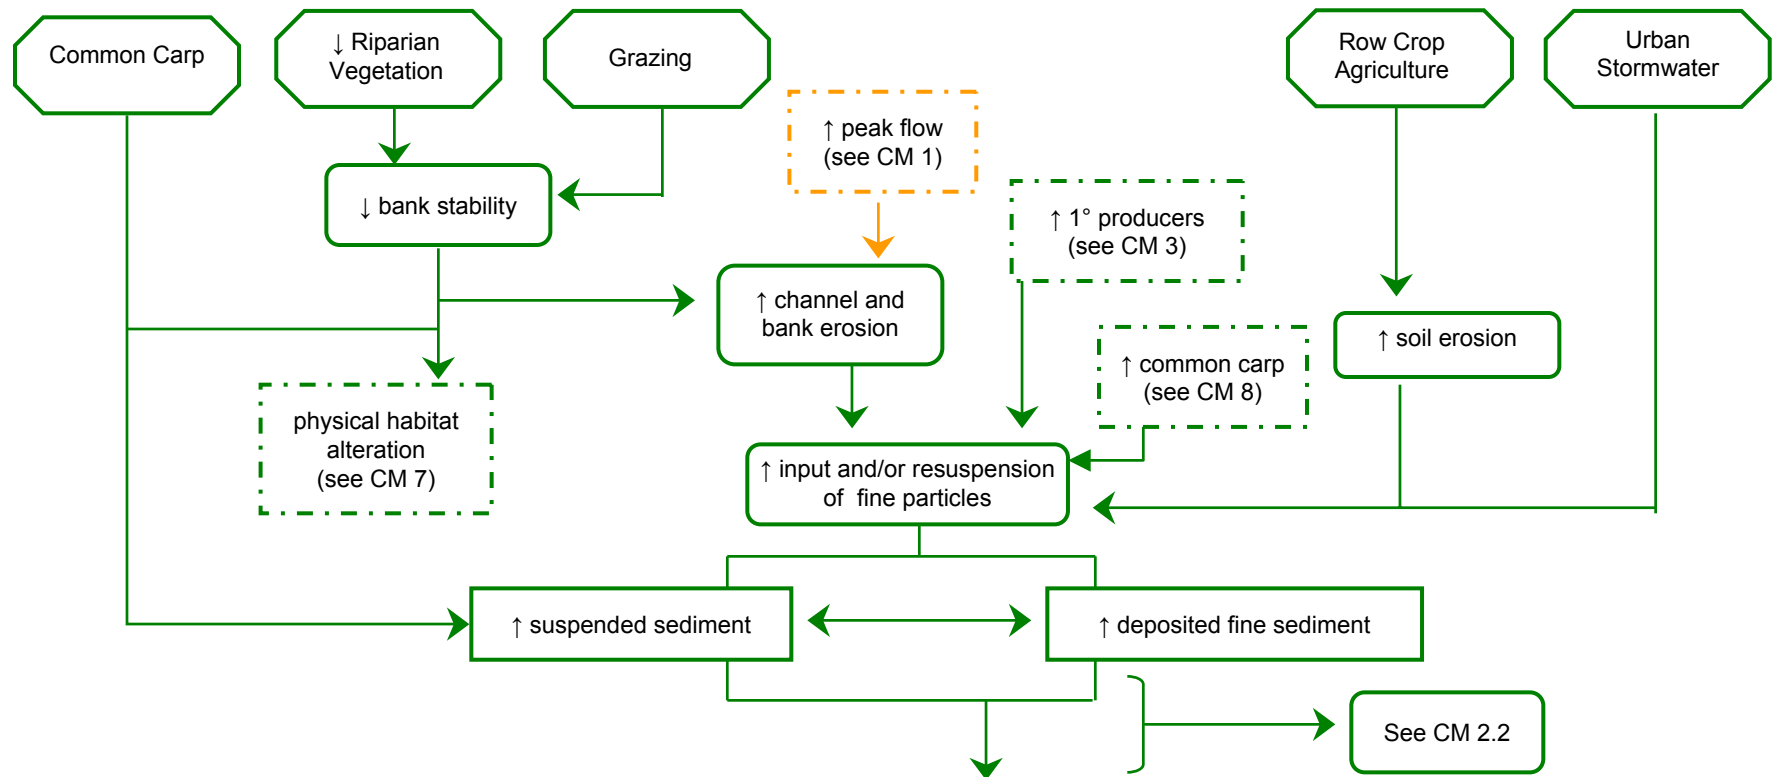 Common Carp
↓ Riparian
Vegetation
Grazing
Row Crop
Agriculture
Urban
Stormwater
↑ peak flow
(see CM 1)
↓ bank stability
↑ 1° producers
(see CM 3)
↑ channel and
bank erosion
↑ soil erosion
↑ common carp
(see CM 8)
physical habitat
alteration
(see CM 7)
↑ input and/or resuspension
of fine particles
↑ suspended sediment
↑ deposited fine sediment
See CM 2.2